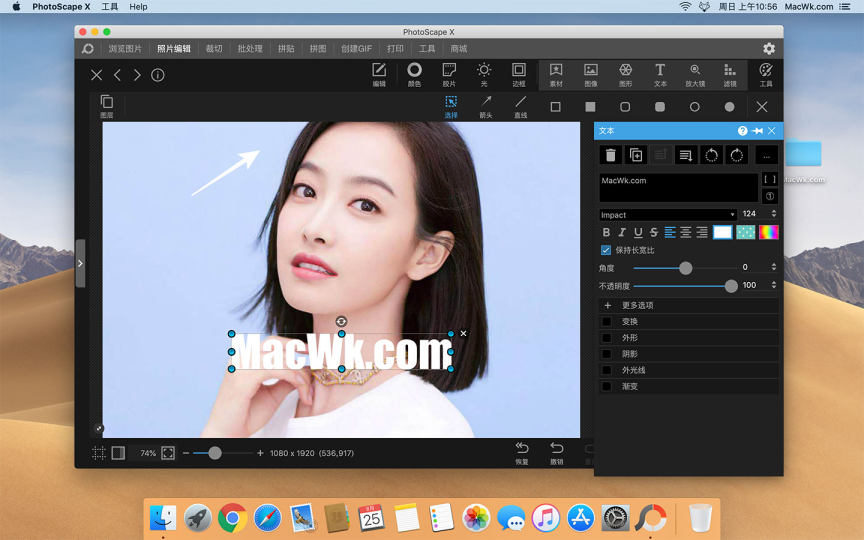 PhotoScape X 工具 Help
周日 上午10:56 MacWk.com
PhotoScape X
浏览图片 照片编辑 裁切 批处理 拼贴 拼图 创建GIF 打印 工具 商城
编辑 颜色 胶片 光 边框 素材 图像 图形 文本 放大镜 滤镜 工具
图层 选择 箭头 直线
文本
MacWk.com
Impact 124
B I U S
保持长宽比
角度 0
不透明度 100
更多选项
变换
外形
阴影
外光线
渐变
MacWk.com
MacWk.com
74% 1080 x 1920 (536,917)
恢复 撤销
SEP
25